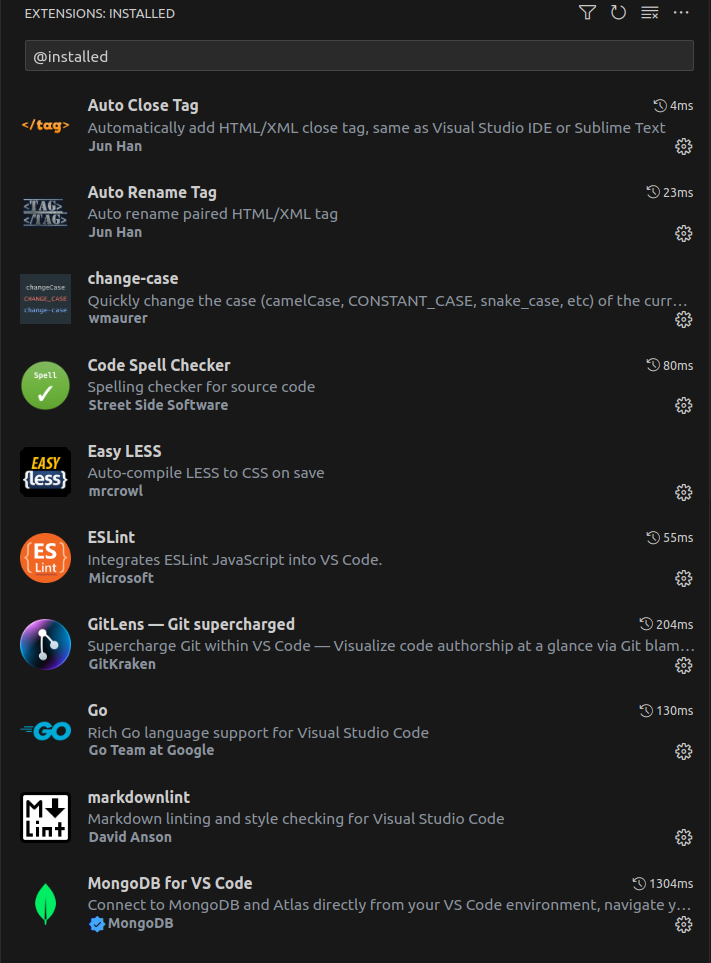 EXTENSIONS: INSTALLED
@installed
</tag>
Auto Close Tag
4ms
Automatically add HTML/XML close tag, same as Visual Studio IDE or Sublime Text
Jun Han
<TAG>
</TAG>
Auto Rename Tag
23ms
Auto rename paired HTML/XML tag
Jun Han
changeCase
CHANGE_CASE
change-case
change-case
Quickly change the case (camelCase, CONSTANT_CASE, snake_case, etc) of the curr…
wmaurer
Spell
Code Spell Checker
80ms
Spelling checker for source code
Street Side Software
EASY
{less}
Easy LESS
Auto-compile LESS to CSS on save
mrcrowl
{ES}
Lint
ESLint
55ms
Integrates ESLint JavaScript into VS Code.
Microsoft
GitLens — Git supercharged
204ms
Supercharge Git within VS Code — Visualize code authorship at a glance via Git blam…
GitKraken
GO
Go
130ms
Rich Go language support for Visual Studio Code
Go Team at Google
M
Lint
markdownlint
Markdown linting and style checking for Visual Studio Code
David Anson
MongoDB for VS Code
1304ms
Connect to MongoDB and Atlas directly from your VS Code environment, navigate y…
MongoDB